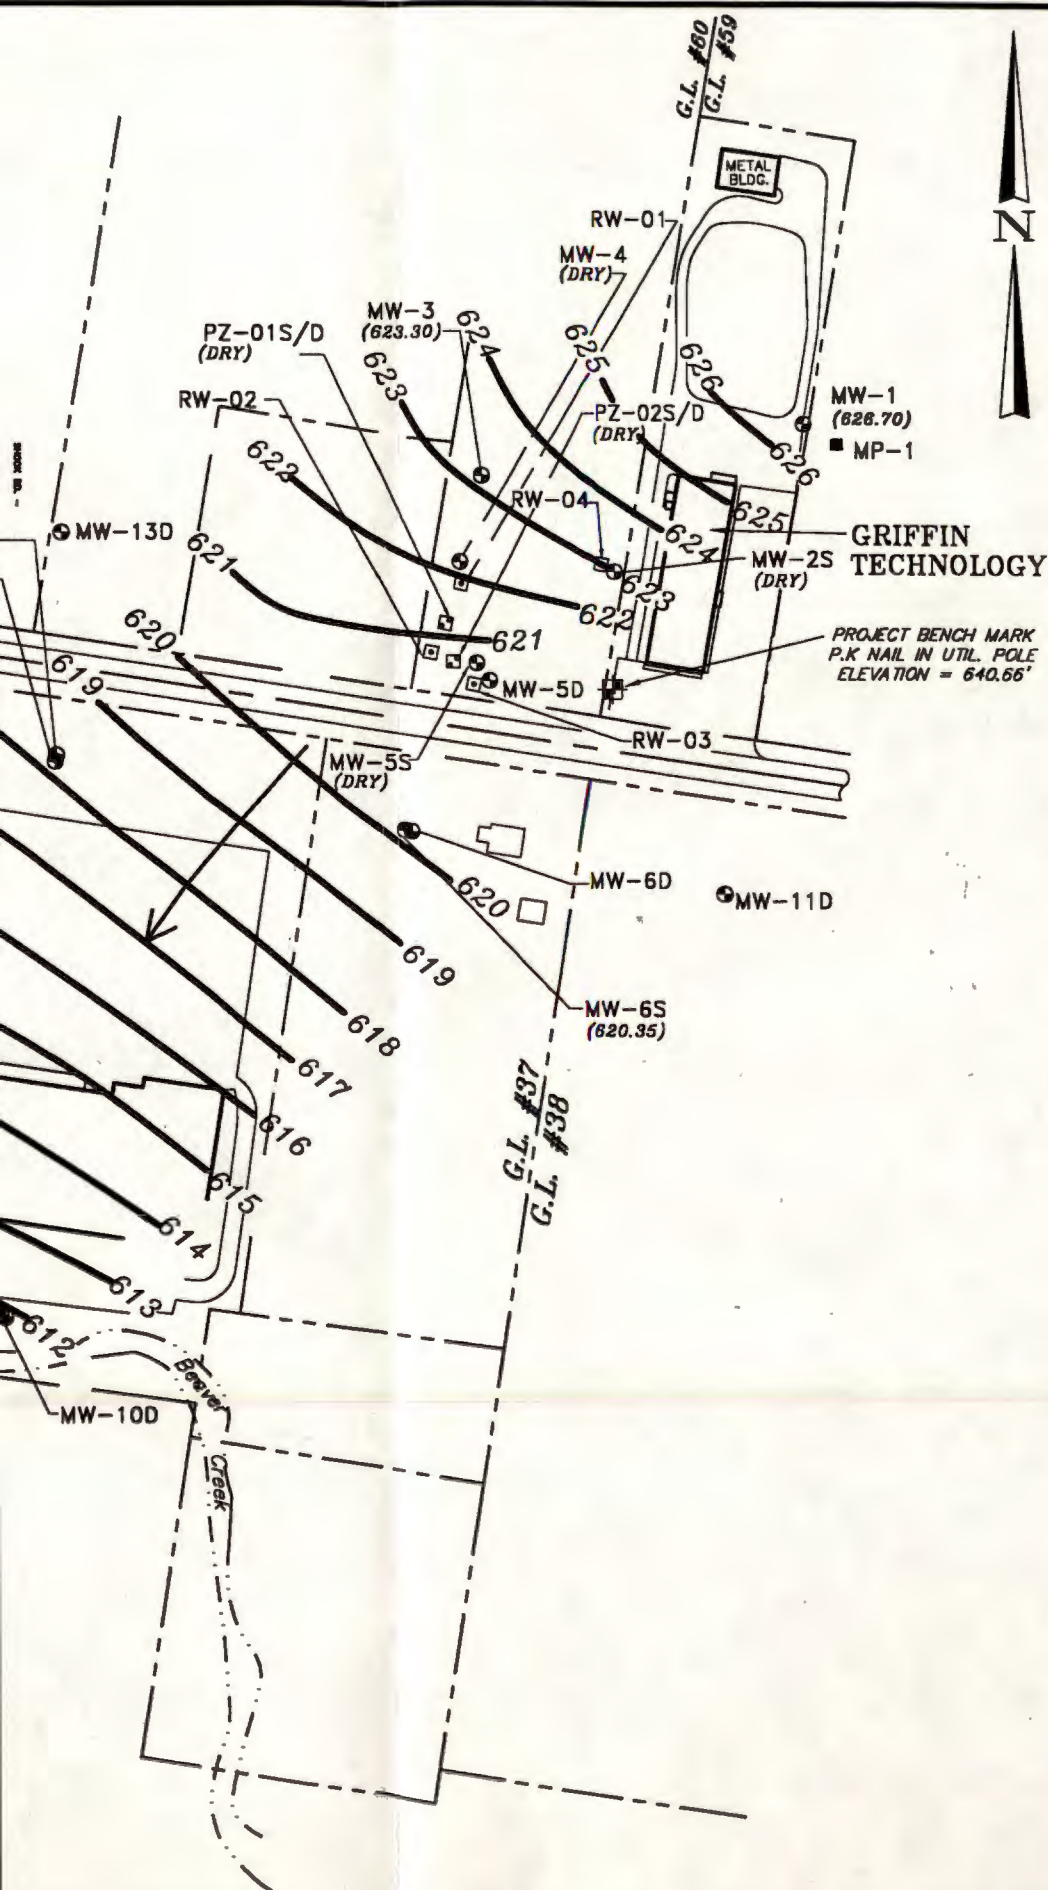 G.L. #60
G.L. #59
METAL
BLDG.
N
RW-01
MW-4
(DRY)
MW-3
(623.30)
PZ-01S/D
(DRY)
RW-02
624
625
626
623
MW-1
(626.70)
MP-1
PZ-02S/D
(DRY)
626
622
RW-04
625
GRIFFIN
TECHNOLOGY
MW-13D
624
MW-2S
(DRY)
621
623
622
621
620
PROJECT BENCH MARK
P.K NAIL IN UTIL. POLE
ELEVATION = 640.66'
619
MW-5D
RW-03
MW-5S
(DRY)
MW-6D
620
MW-11D
619
MW-6S
(620.35)
618
617
G.L. #37
G.L. #38
616
615
614
613
612
Beaver
Creek
MW-10D